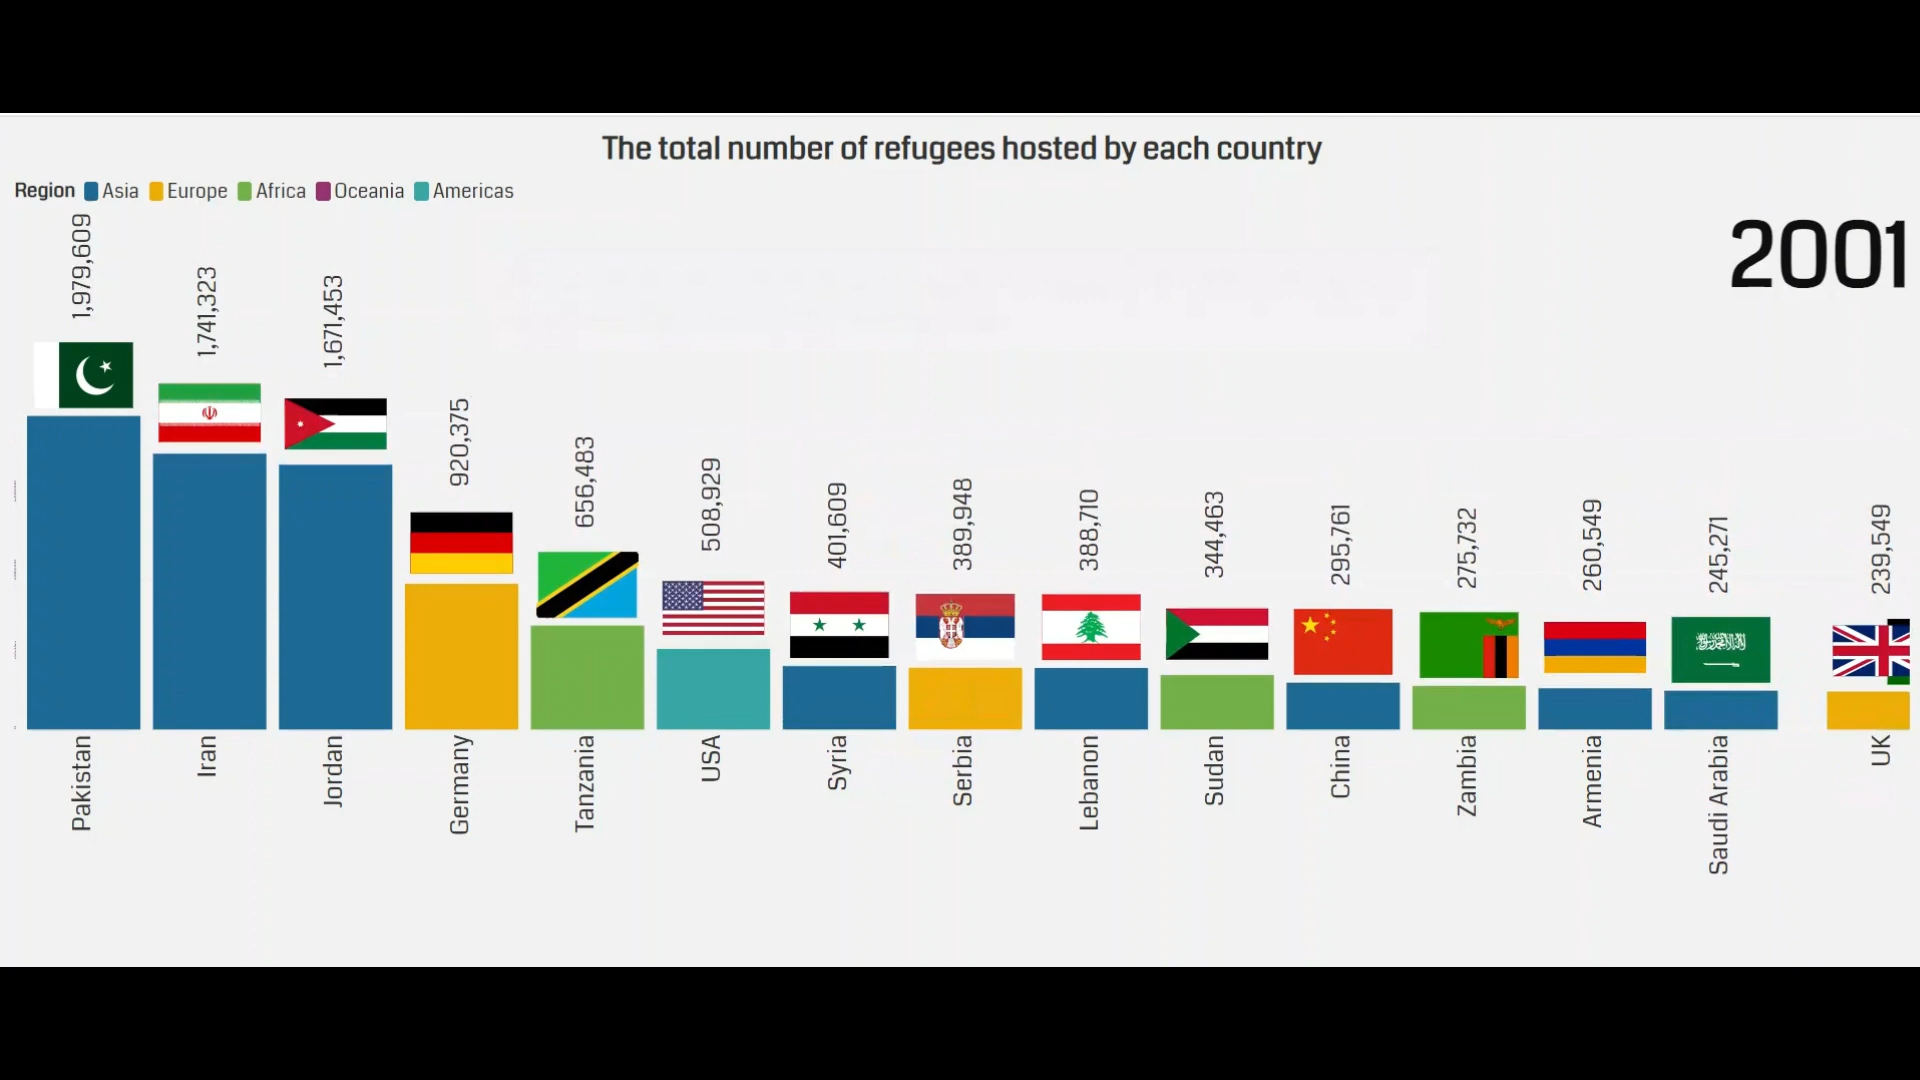 The total number of refugees hosted by each country
Region Asia Europe Africa Oceania Americas
2001
1,979,609
1,741,323
1,671,453
920,375
656,483
508,929
401,609
389,948
388,710
344,463
295,761
275,732
260,549
245,271
239,549
Pakistan
Iran
Jordan
Germany
Tanzania
USA
Syria
Serbia
Lebanon
Sudan
China
Zambia
Armenia
Saudi Arabia
UK